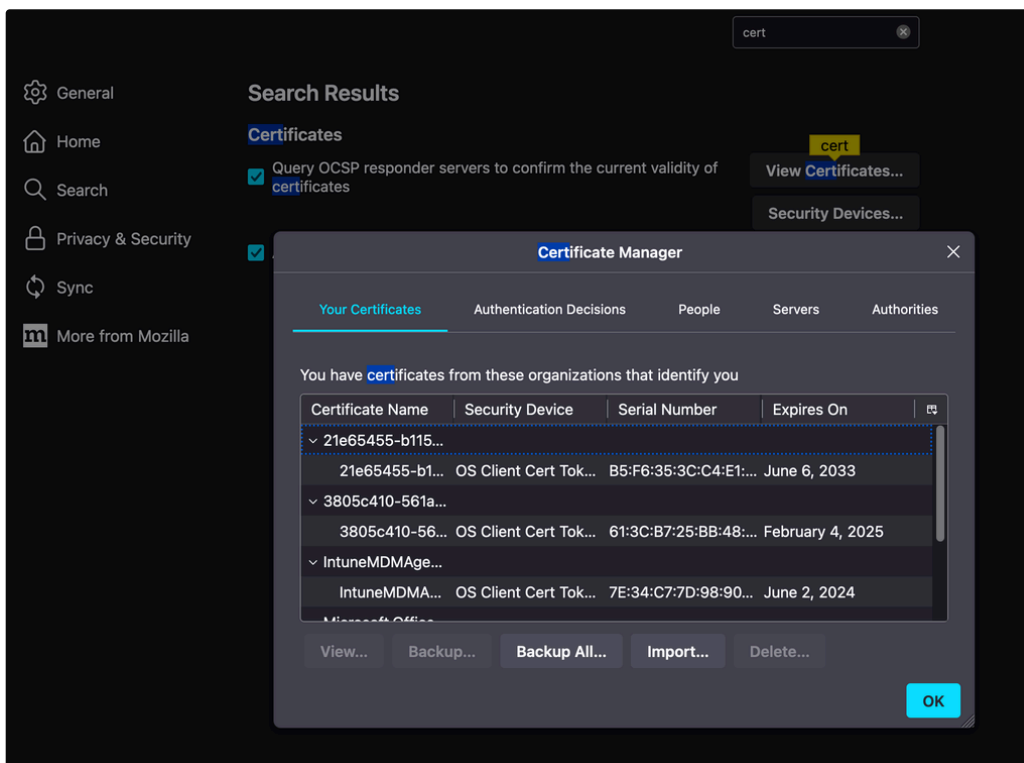 cert
General
Search Results
Certificates
Home
cert
Query OCSP responder servers to confirm the current validity of
certificates
View Certificates...
Search
Security Devices...
Privacy & Security
Certificate Manager
Sync
Your Certificates Authentication Decisions People Servers Authorities
m More from Mozilla
You have certificates from these organizations that identify you
Certificate Name Security Device Serial Number Expires On
21e65455-b115...
21e65455-b1... OS Client Cert Tok... B5:F6:35:3C:C4:E1:... June 6, 2033
3805c410-561a...
3805c410-56... OS Client Cert Tok... 61:3C:B7:25:BB:48:... February 4, 2025
IntuneMDMAge...
IntuneMDMA... OS Client Cert Tok... 7E:34:C7:7D:98:90... June 2, 2024
Microsoft Office
View... Backup... Backup All... Import... Delete...
OK